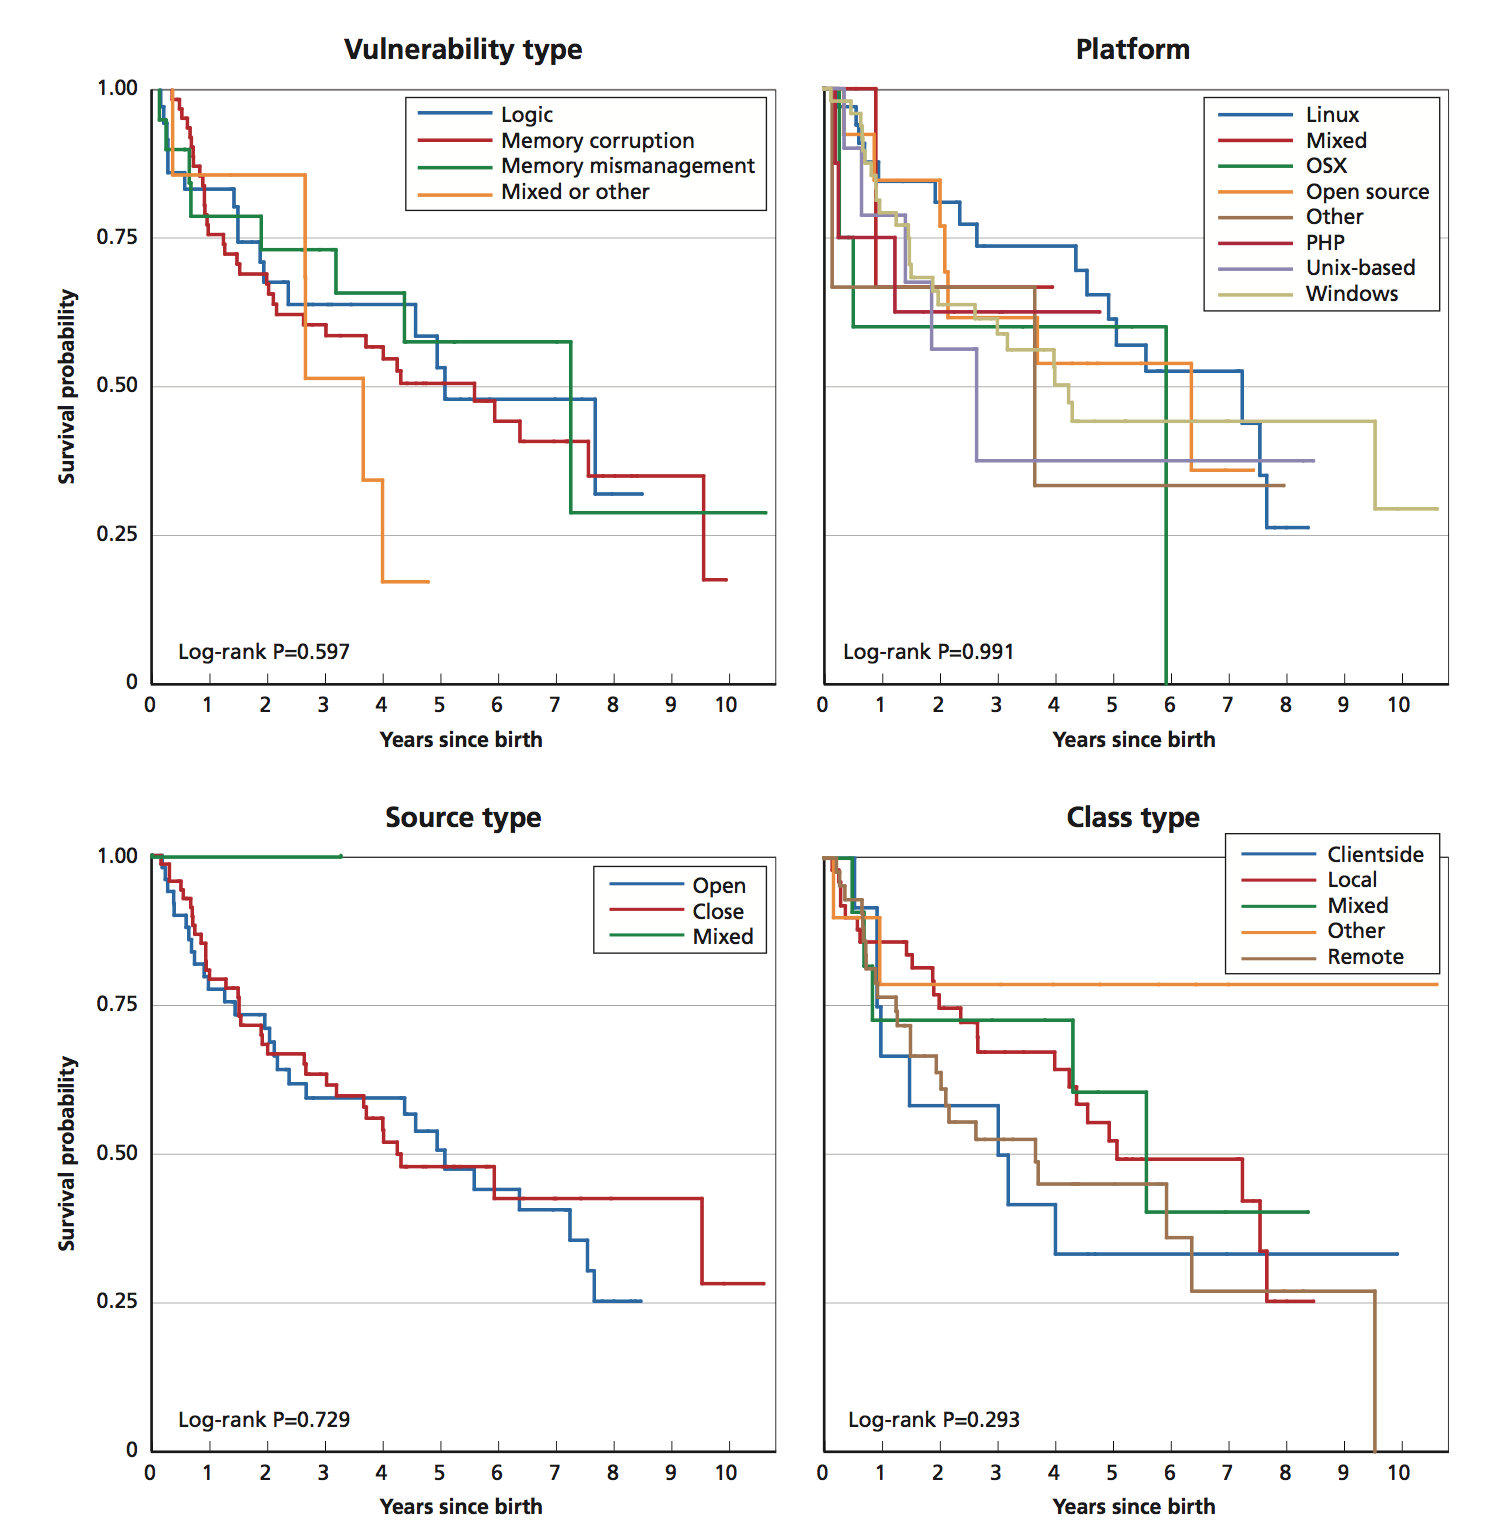 Vulnerability type
Survival probability
1.00
0.75
0.50
0.25
0
Logic
Memory corruption
Memory mismanagement
Mixed or other
Log-rank P=0.597
0 1 2 3 4 5 6 7 8 9 10
Years since birth
Platform
Linux
Mixed
OSX
Open source
Other
PHP
Unix-based
Windows
Log-rank P=0.991
0 1 2 3 4 5 6 7 8 9 10
Years since birth
Source type
Survival probability
1.00
0.75
0.50
0.25
0
Open
Close
Mixed
Log-rank P=0.729
0 1 2 3 4 5 6 7 8 9 10
Years since birth
Class type
Clientside
Local
Mixed
Other
Remote
Log-rank P=0.293
0 1 2 3 4 5 6 7 8 9 10
Years since birth